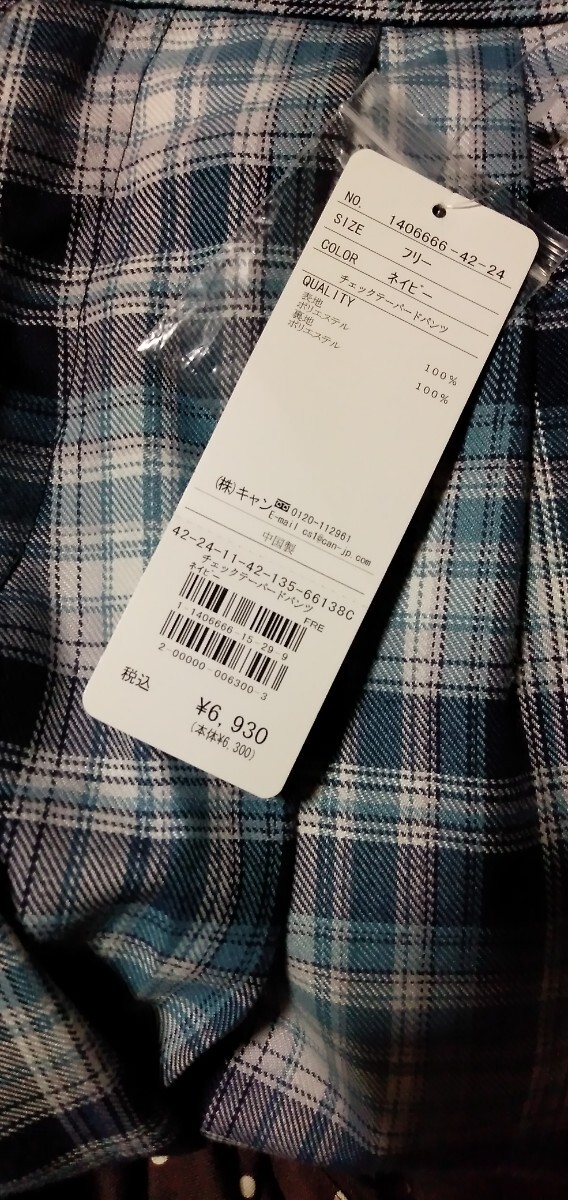 NO. 1406666-42-24
SIZE フリー
COLOR ネイビー
チェックテーパードパンツ
QUALITY
表地
ポリエステル 100%
裏地
ポリエステル 100%
(株)キャン 0120-112961
E-mail cs1@can-jp.com
中国製
42-24-11-42-135-66138C
チェックテーパードパンツ
ネイビー FRE
1-1406666-15-29-9
2-00000-006300-3
税込 ¥6,930
(本体¥6,300)